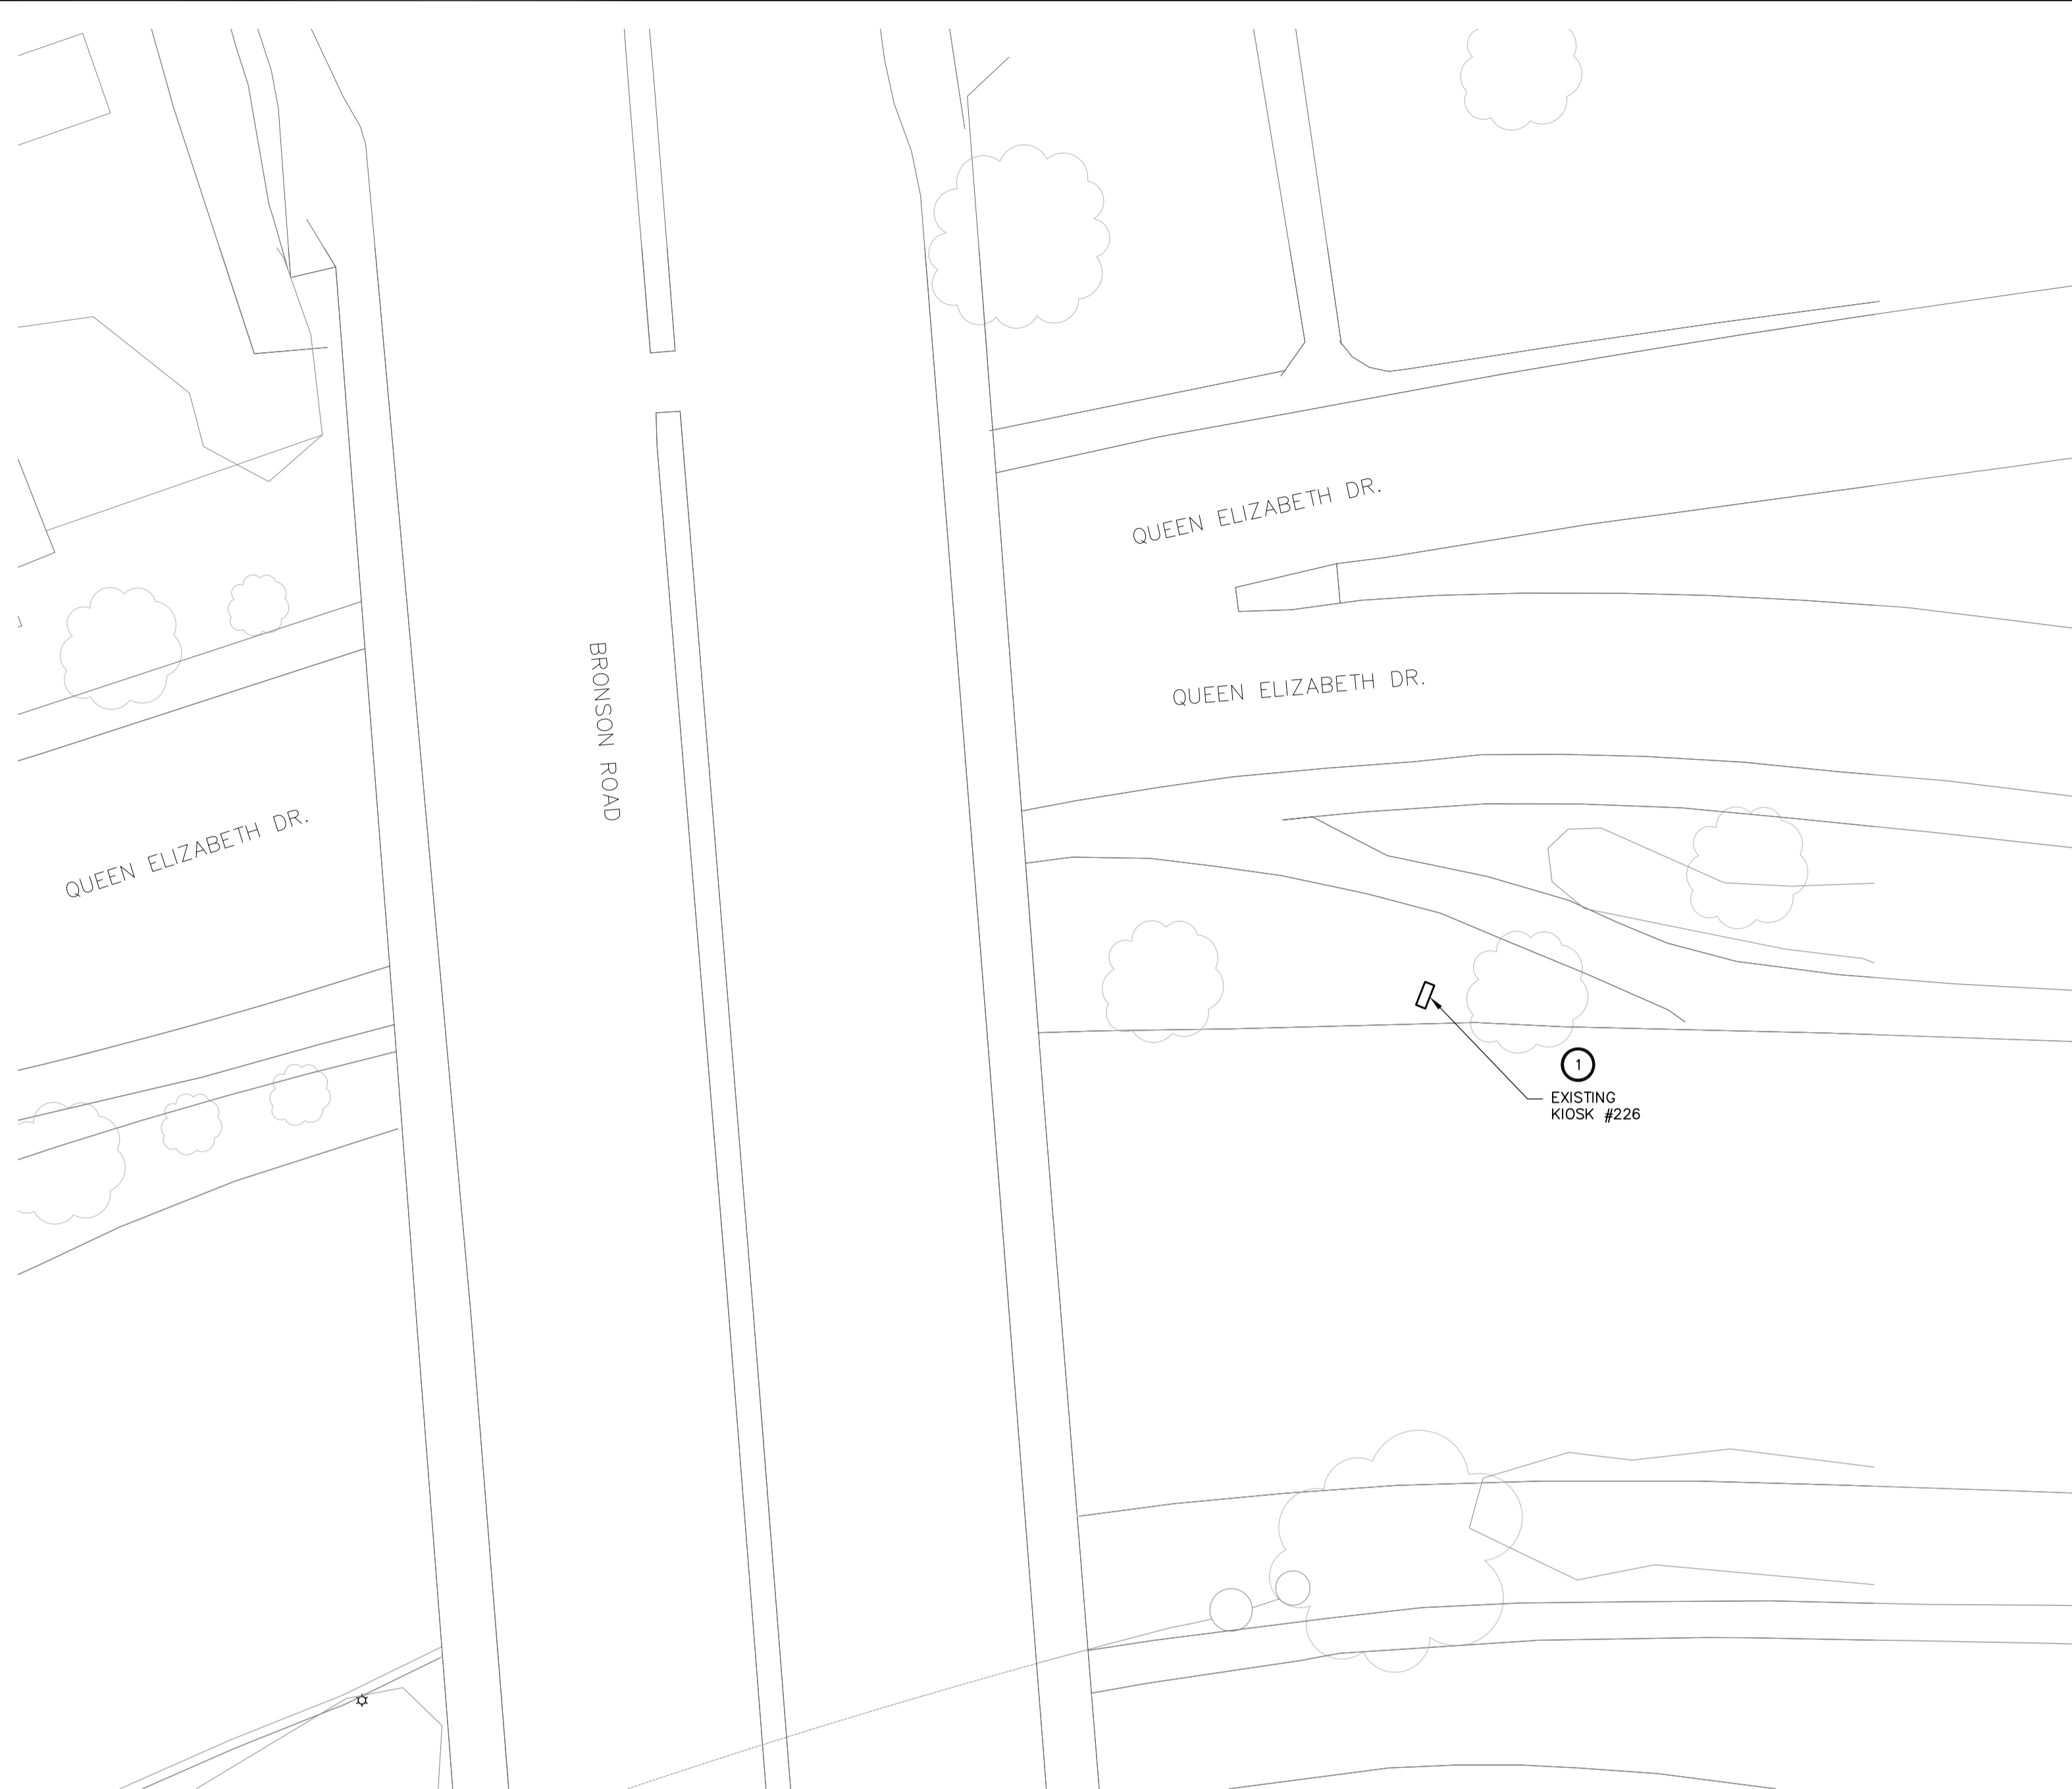 QUEEN ELIZABETH DR.
QUEEN ELIZABETH DR.
BRONSON ROAD
QUEEN ELIZABETH DR.
1
EXISTING
KIOSK #226